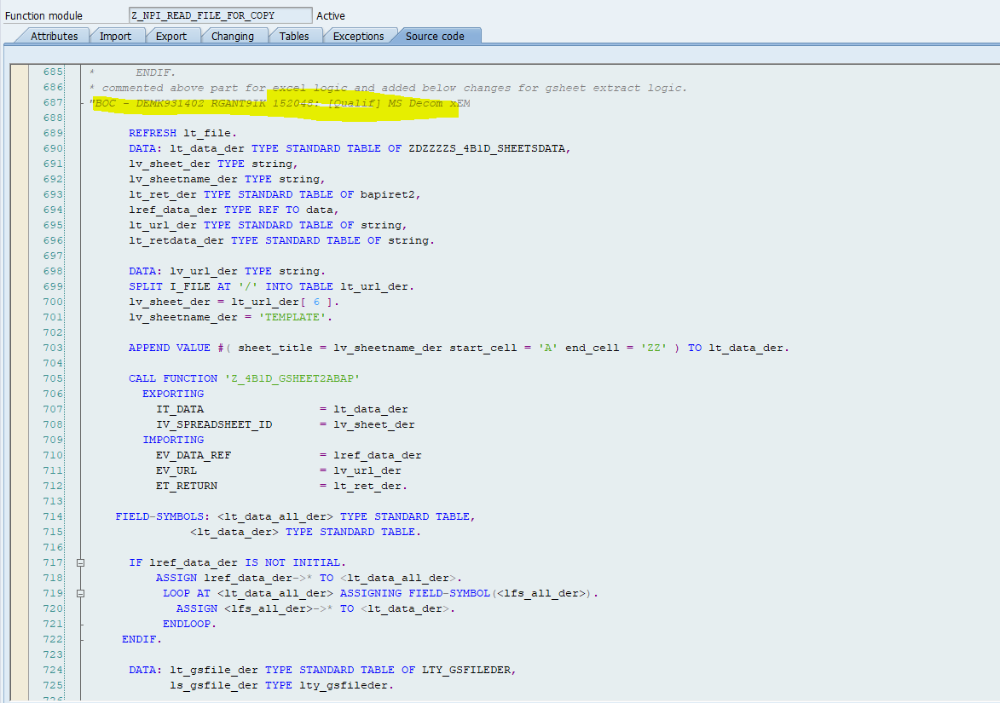 Function module Z_NPI_READ_FILE_FOR_COPY Active
Attributes Import Export Changing Tables Exceptions Source code
685 * ENDIF.
686 * commented above part for excel logic and added below changes for gsheet extract logic.
687 "BOC - DEMK931402 RGANT9IK 152048: [Qualif] MS Decom xEM
688
689 REFRESH lt_file.
690 DATA: lt_data_der TYPE STANDARD TABLE OF ZDZZZZS_4B1D_SHEETSDATA,
691 lv_sheet_der TYPE string,
692 lv_sheetname_der TYPE string,
693 lt_ret_der TYPE STANDARD TABLE OF bapiret2,
694 lref_data_der TYPE REF TO data,
695 lt_url_der TYPE STANDARD TABLE OF string,
696 lt_retdata_der TYPE STANDARD TABLE OF string.
697
698 DATA: lv_url_der TYPE string.
699 SPLIT I_FILE AT '/' INTO TABLE lt_url_der.
700 lv_sheet_der = lt_url_der[ 6 ].
701 lv_sheetname_der = 'TEMPLATE'.
702
703 APPEND VALUE #( sheet_title = lv_sheetname_der start_cell = 'A' end_cell = 'ZZ' ) TO lt_data_der.
704
705 CALL FUNCTION 'Z_4B1D_GSHEET2ABAP'
706 EXPORTING
707 IT_DATA = lt_data_der
708 IV_SPREADSHEET_ID = lv_sheet_der
709 IMPORTING
710 EV_DATA_REF = lref_data_der
711 EV_URL = lv_url_der
712 ET_RETURN = lt_ret_der.
713
714 FIELD-SYMBOLS: <lt_data_all_der> TYPE STANDARD TABLE,
715 <lt_data_der> TYPE STANDARD TABLE.
716
717 IF lref_data_der IS NOT INITIAL.
718 ASSIGN lref_data_der->* TO <lt_data_all_der>.
719 LOOP AT <lt_data_all_der> ASSIGNING FIELD-SYMBOL(<lfs_all_der>).
720 ASSIGN <lfs_all_der>->* TO <lt_data_der>.
721 ENDLOOP.
722 ENDIF.
723
724 DATA: lt_gsfile_der TYPE STANDARD TABLE OF LTY_GSFILEDER,
725 ls_gsfile_der TYPE lty_gsfileder.